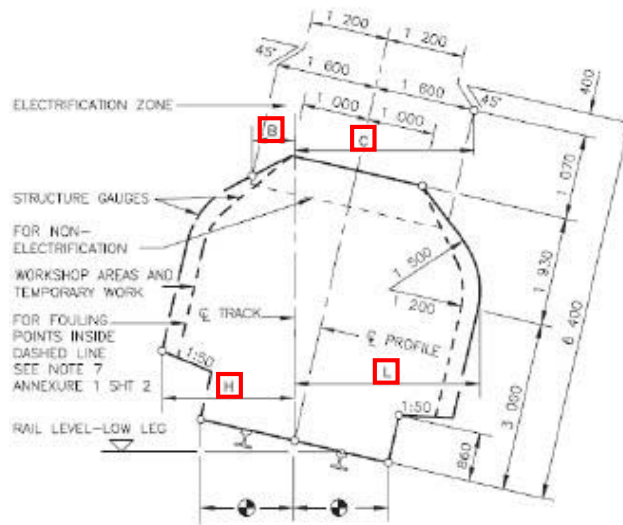 1 200
1 200
45°
1 600
1 600
45°
400
1 000
1 000
ELECTRIFICATION ZONE
B
C
1 070
STRUCTURE GAUGES
FOR NON-
ELECTRIFICATION
1 500
1 930
WORKSHOP AREAS AND
TEMPORARY WORK
1 200
6 400
℄ TRACK
FOR FOULING
POINTS INSIDE
DASHED LINE
SEE NOTE 7
ANNEXURE 1 SHT 2
℄ PROFILE
1:50
H
L
3 000
1:50
RAIL LEVEL-LOW LEG
860